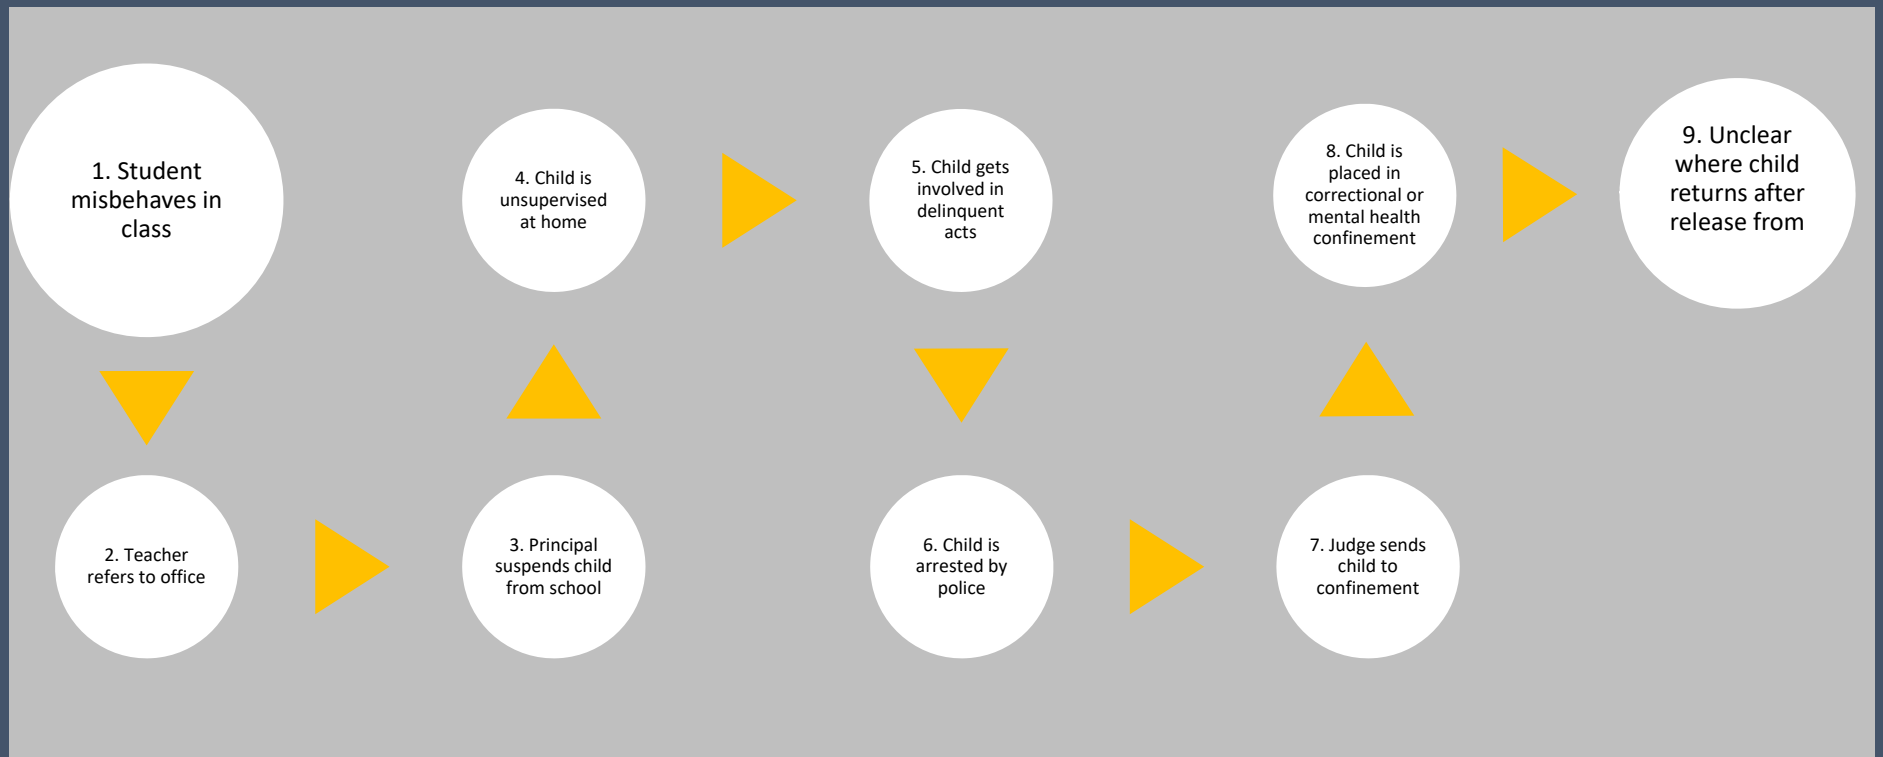 1. Student
misbehaves in
class
2. Teacher
refers to office
3. Principal
suspends child
from school
4. Child is
unsupervised
at home
5. Child gets
involved in
delinquent
acts
6. Child is
arrested by
police
7. Judge sends
child to
confinement
8. Child is
placed in
correctional or
mental health
confinement
9. Unclear
where child
returns after
release from